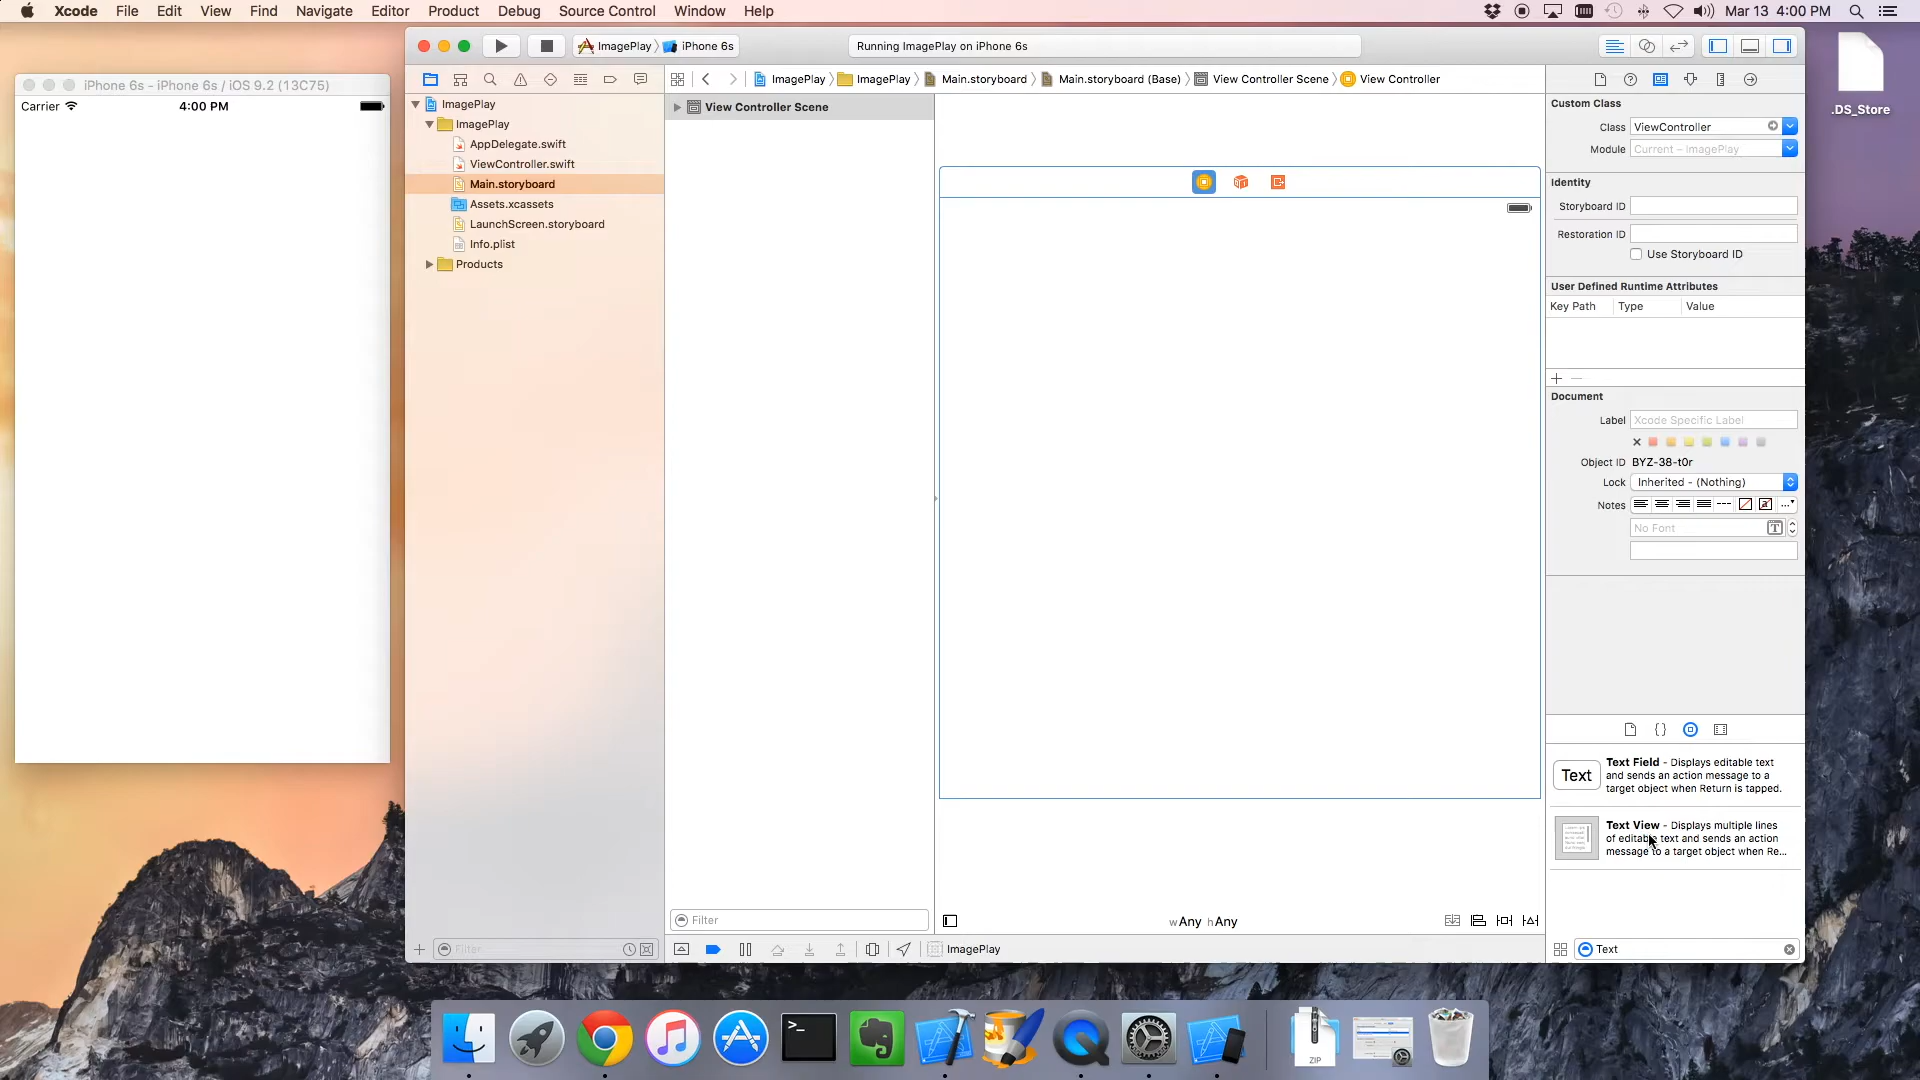 Xcode File Edit View Find Navigate Editor Product Debug Source Control Window Help
Mar 13 4:00 PM
.DS_Store
iPhone 6s - iPhone 6s / iOS 9.2 (13C75)
Carrier 4:00 PM
ImagePlay iPhone 6s
Running ImagePlay on iPhone 6s
ImagePlay ImagePlay Main.storyboard Main.storyboard (Base) View Controller Scene View Controller
ImagePlay
ImagePlay
AppDelegate.swift
ViewController.swift
Main.storyboard
Assets.xcassets
LaunchScreen.storyboard
Info.plist
Products
Filter
View Controller Scene
Filter
wAny hAny
ImagePlay
Custom Class
Class ViewController
Module Current – ImagePlay
Identity
Storyboard ID
Restoration ID
Use Storyboard ID
User Defined Runtime Attributes
Key Path Type Value
Document
Label Xcode Specific Label
Object ID BYZ-38-t0r
Lock Inherited - (Nothing)
Notes
No Font
Text
Text Field - Displays editable text
and sends an action message to a
target object when Return is tapped.
Text View - Displays multiple lines
of editable text and sends an action
message to a target object when Re...
Text
ZIP